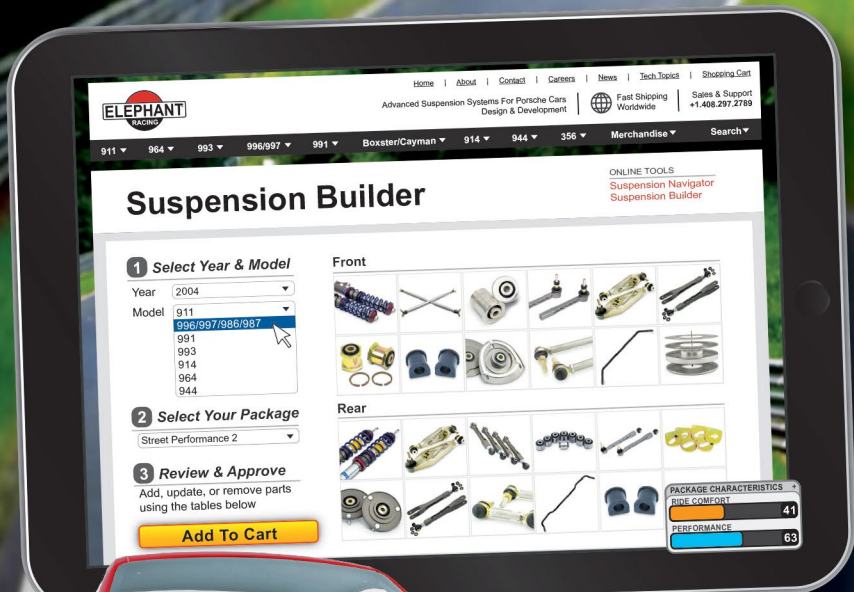 Home | About | Contact | Careers | News | Tech Topics | Shopping Cart
ELEPHANT
RACING
Advanced Suspension Systems For Porsche Cars
Design & Development
Fast Shipping
Worldwide
Sales & Support
+1.408.297.2789
911 964 993 996/997 991 Boxster/Cayman 914 944 356 Merchandise Search
Suspension Builder
ONLINE TOOLS
Suspension Navigator
Suspension Builder
1 Select Year & Model
Year 2004
Model 911
996/997/986/987
991
993
914
964
944
2 Select Your Package
Street Performance 2
3 Review & Approve
Add, update, or remove parts
using the tables below
Add To Cart
Front
Rear
PACKAGE CHARACTERISTICS +
RIDE COMFORT
41
PERFORMANCE
63